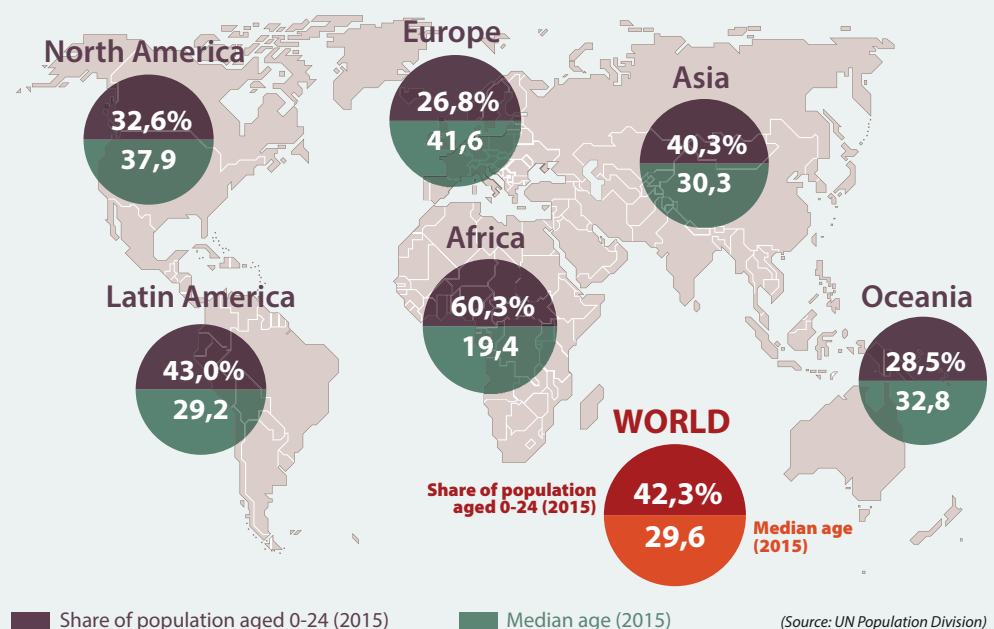 North America
32,6%
37,9
Europe
26,8%
41,6
Asia
40,3%
30,3
Africa
60,3%
19,4
Latin America
43,0%
29,2
Oceania
28,5%
32,8
WORLD
Share of population
aged 0-24 (2015)
42,3%
29,6
Median age
(2015)
Share of population aged 0-24 (2015)
Median age (2015)
(Source: UN Population Division)